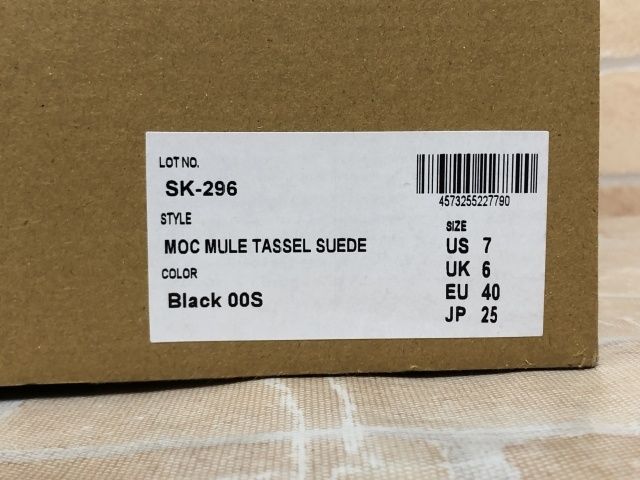 LOT NO.
SK-296
STYLE
MOC MULE TASSEL SUEDE
COLOR
Black 00S
4573255227790
SIZE
US 7
UK 6
EU 40
JP 25